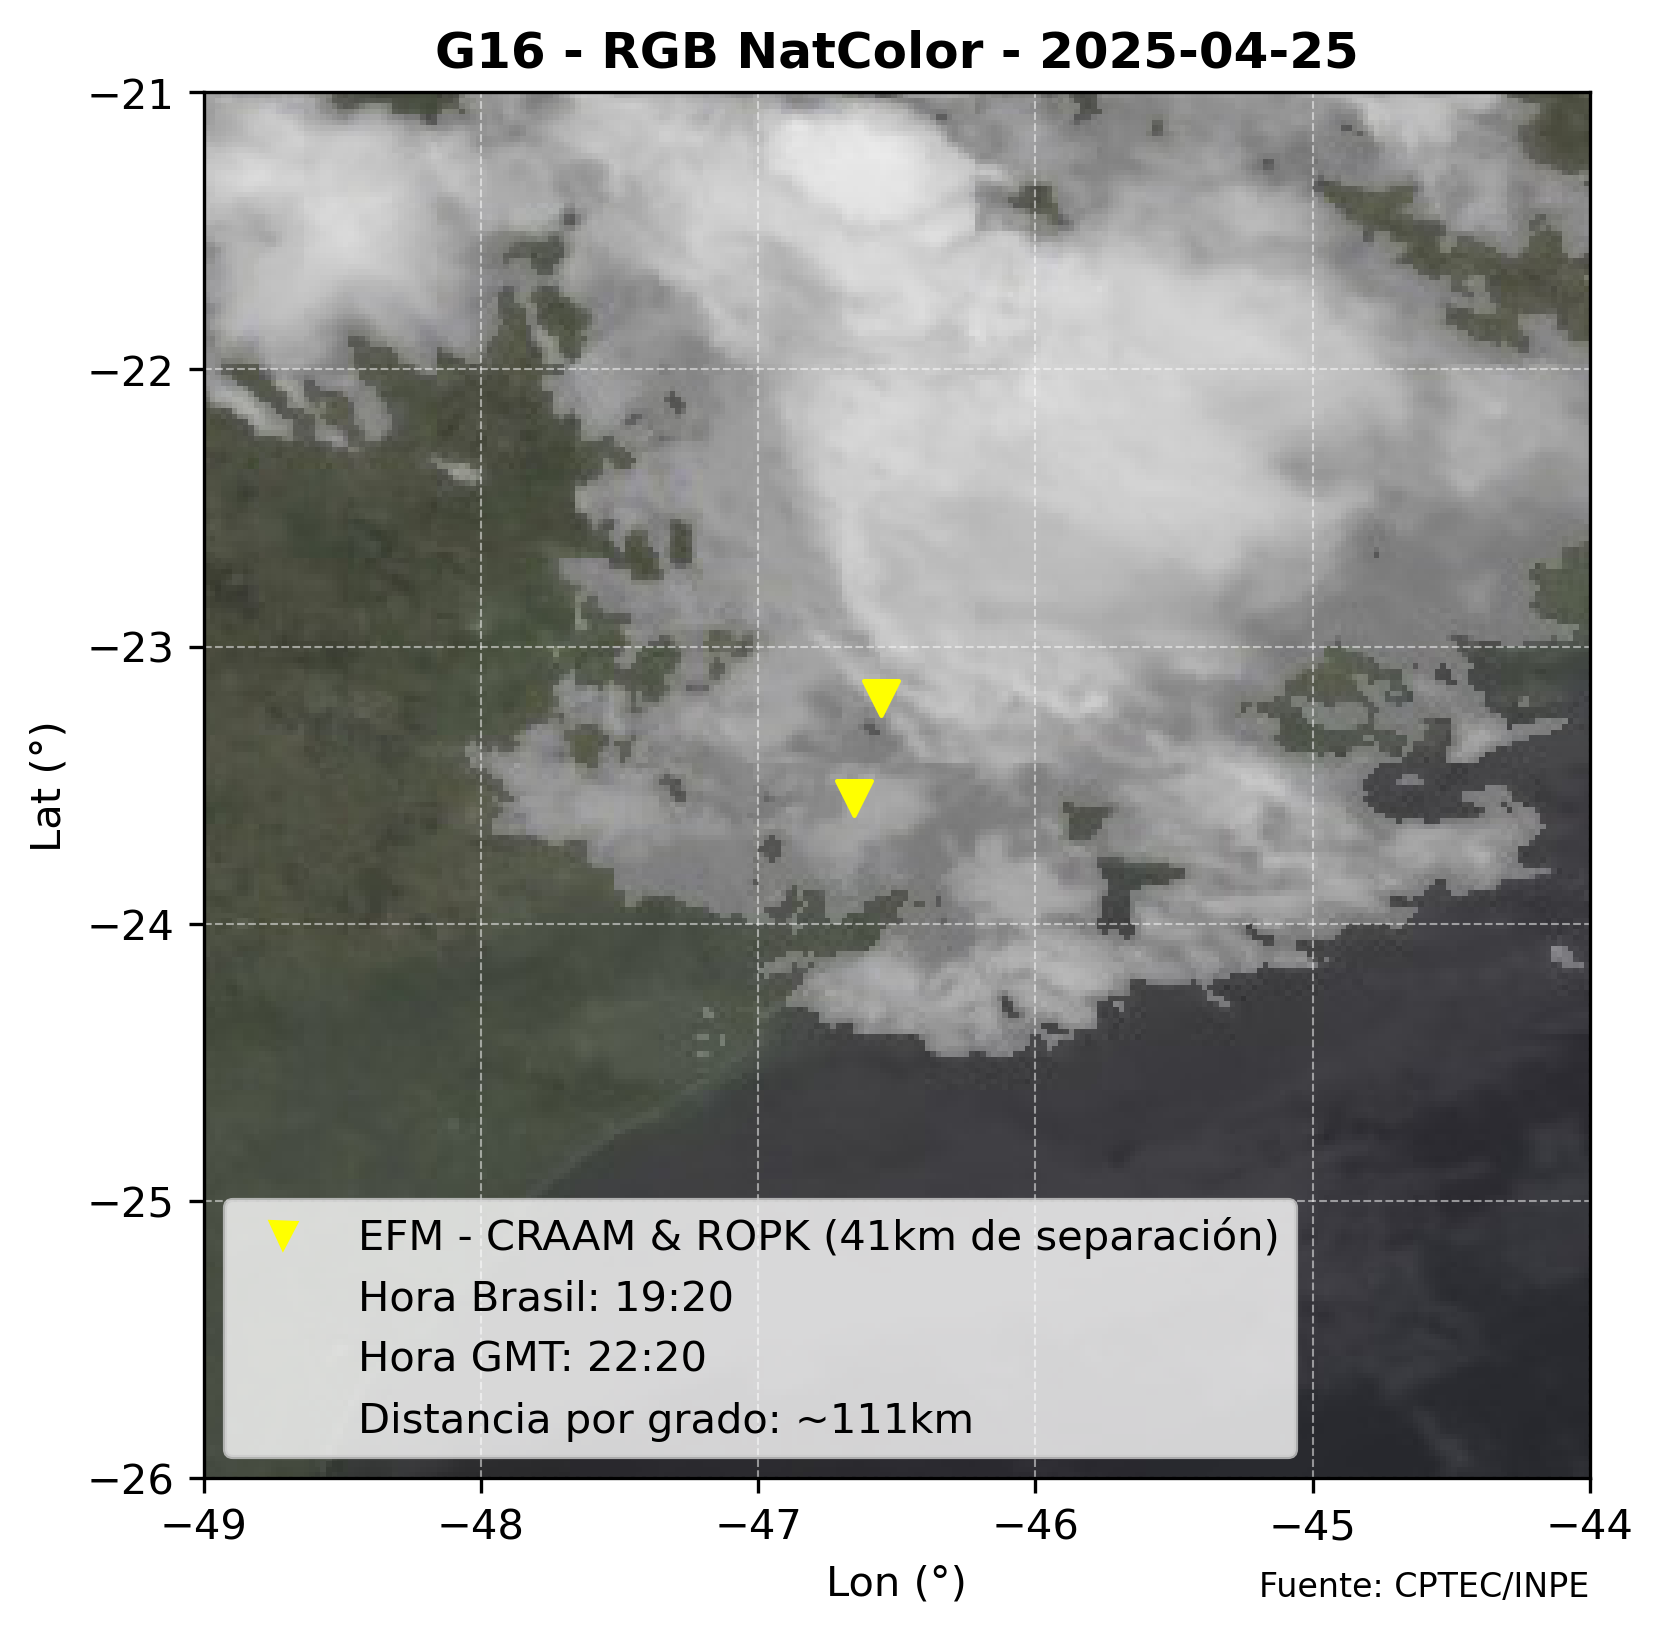 G16 - RGB NatColor - 2025-04-25
−21
−22
−23
−24
−25
−26
Lat (°)
EFM - CRAAM & ROPK (41km de separación)
Hora Brasil: 19:20
Hora GMT: 22:20
Distancia por grado: ~111km
−49 −48 −47 −46 −45 −44
Lon (°)
Fuente: CPTEC/INPE